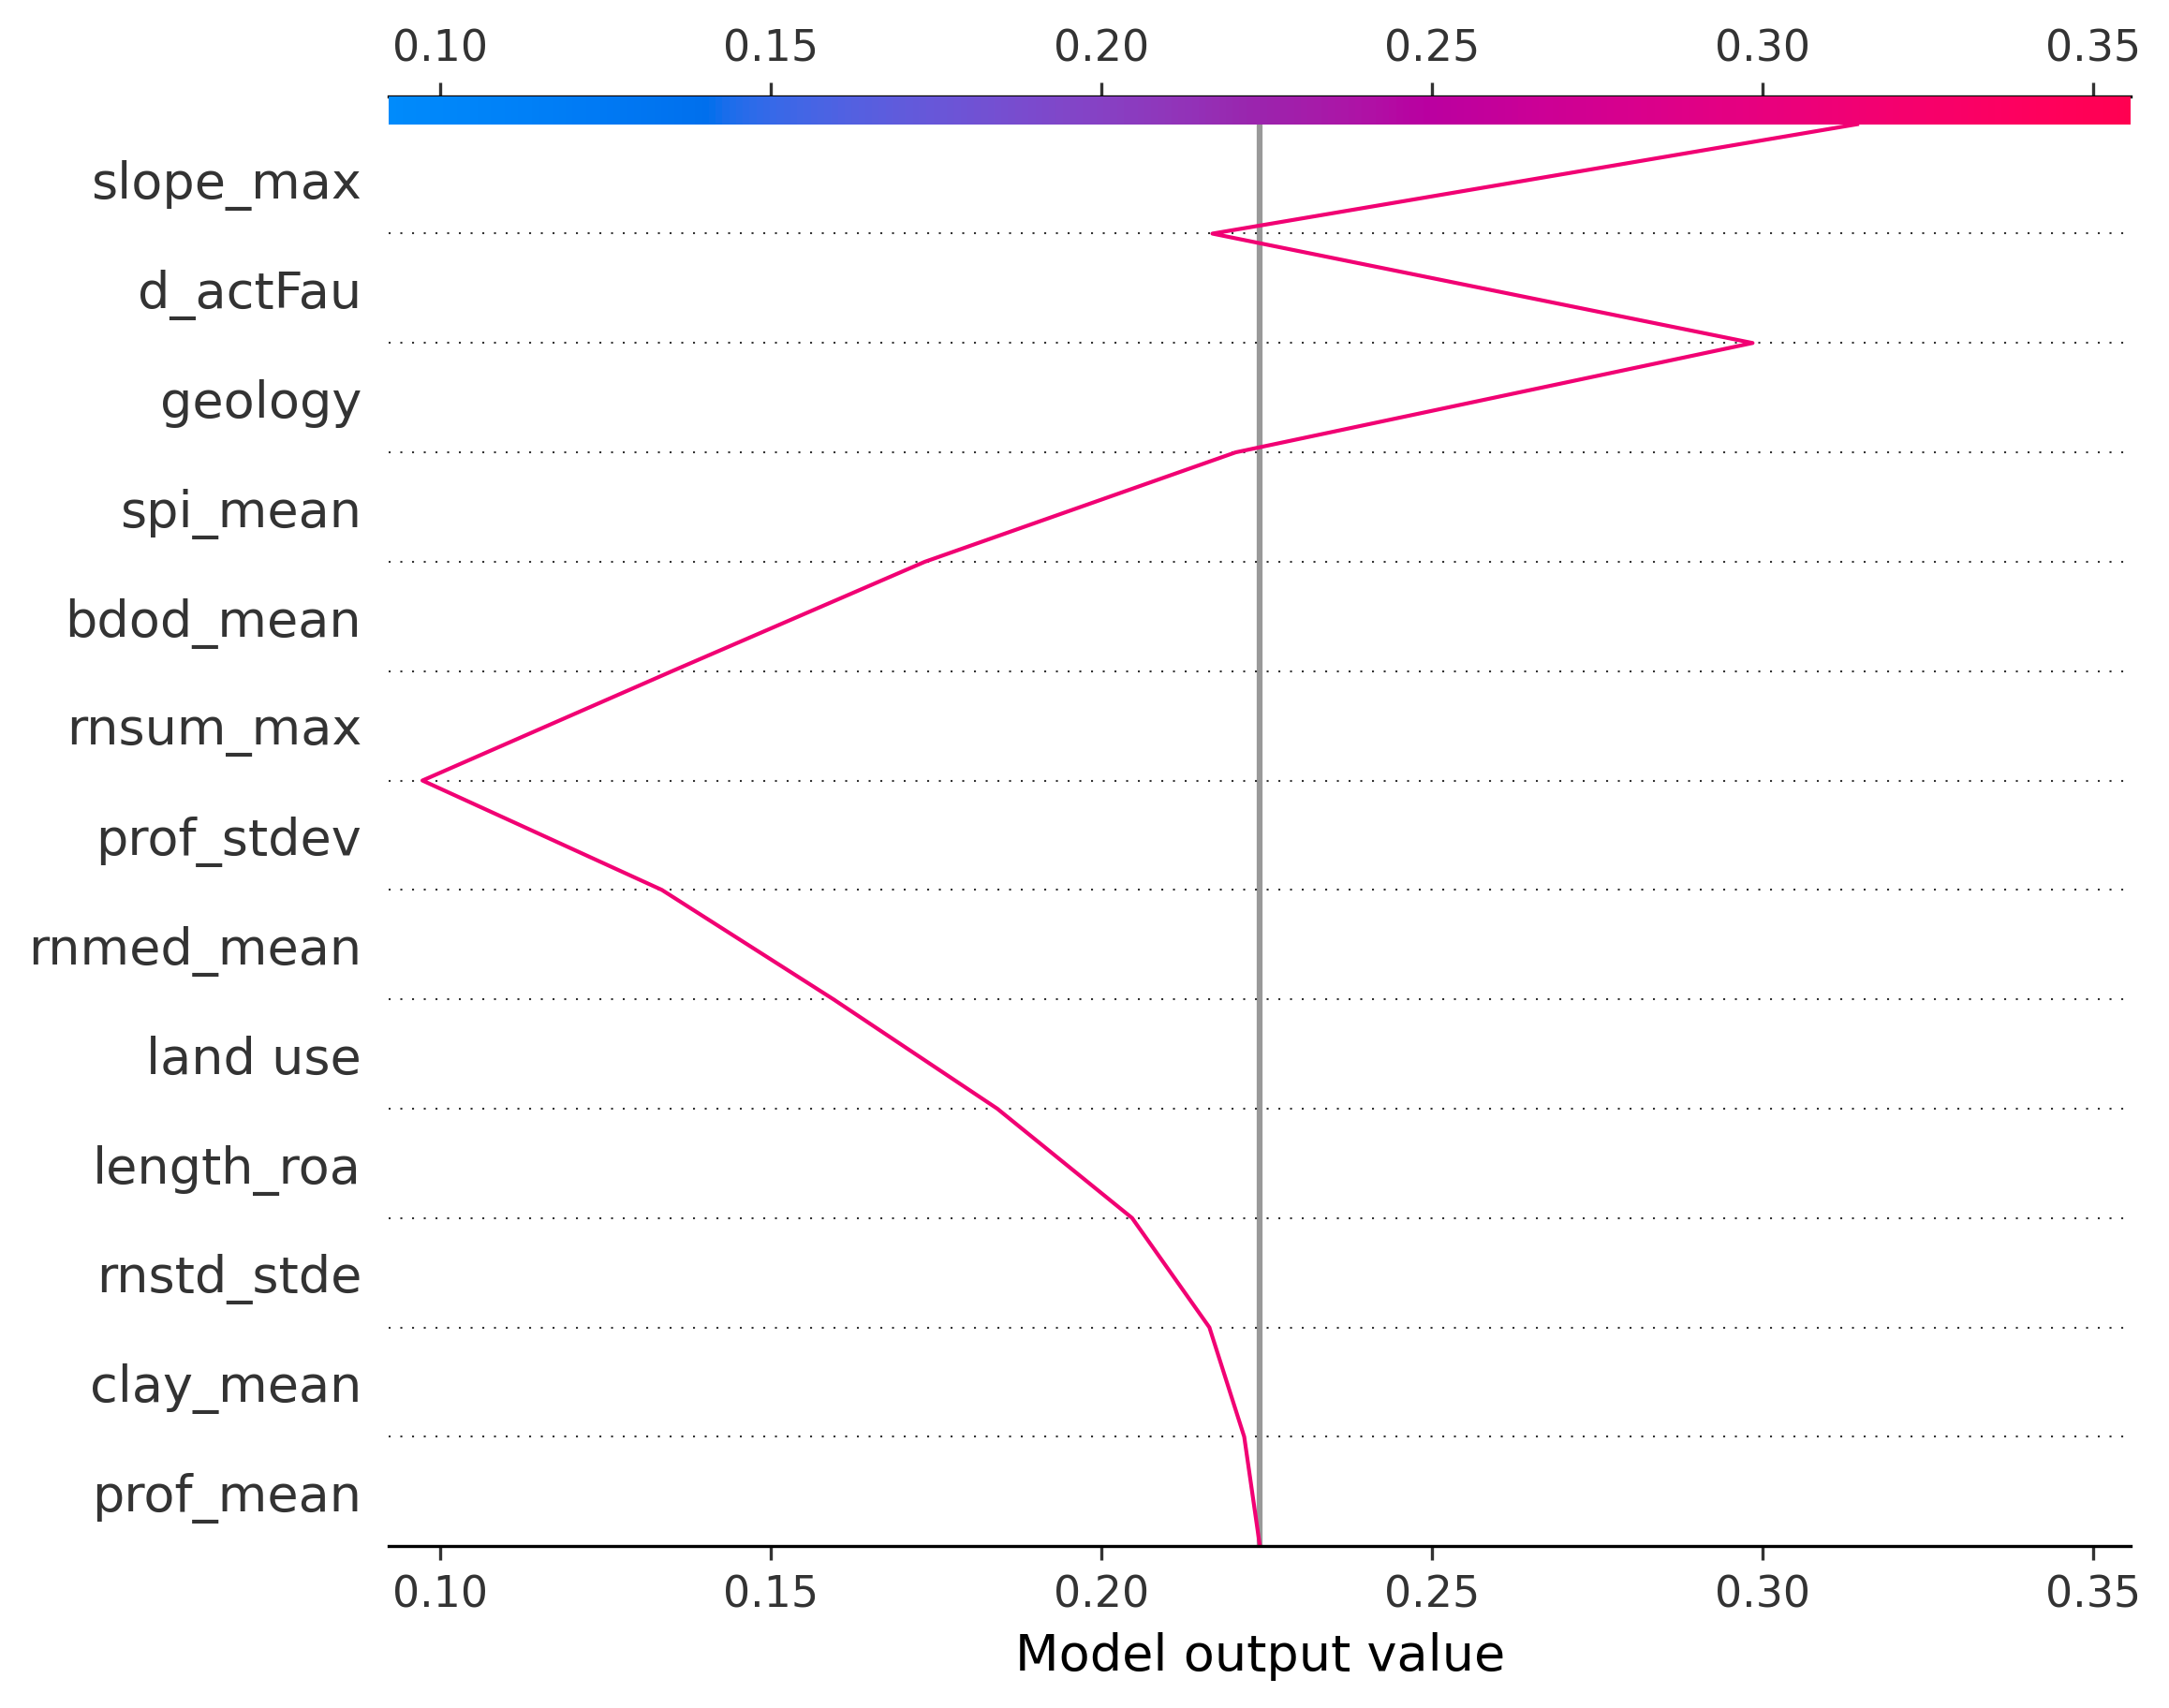 0.10 0.15 0.20 0.25 0.30 0.35
slope_max
d_actFau
geology
spi_mean
bdod_mean
rnsum_max
prof_stdev
rnmed_mean
land use
length_roa
rnstd_stde
clay_mean
prof_mean
0.10 0.15 0.20 0.25 0.30 0.35
Model output value